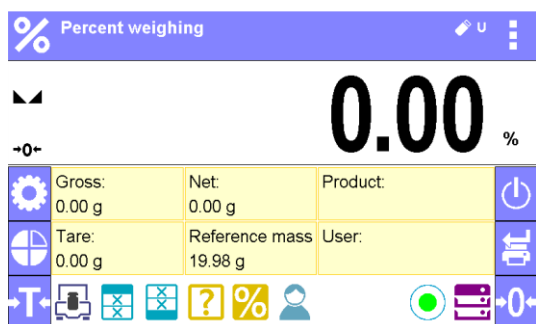 % Percent weighing U
0.00 %
→0←
Gross: Net: Product:
0.00 g 0.00 g
Tare: Reference mass User:
0.00 g 19.98 g
→T← ? % →0←